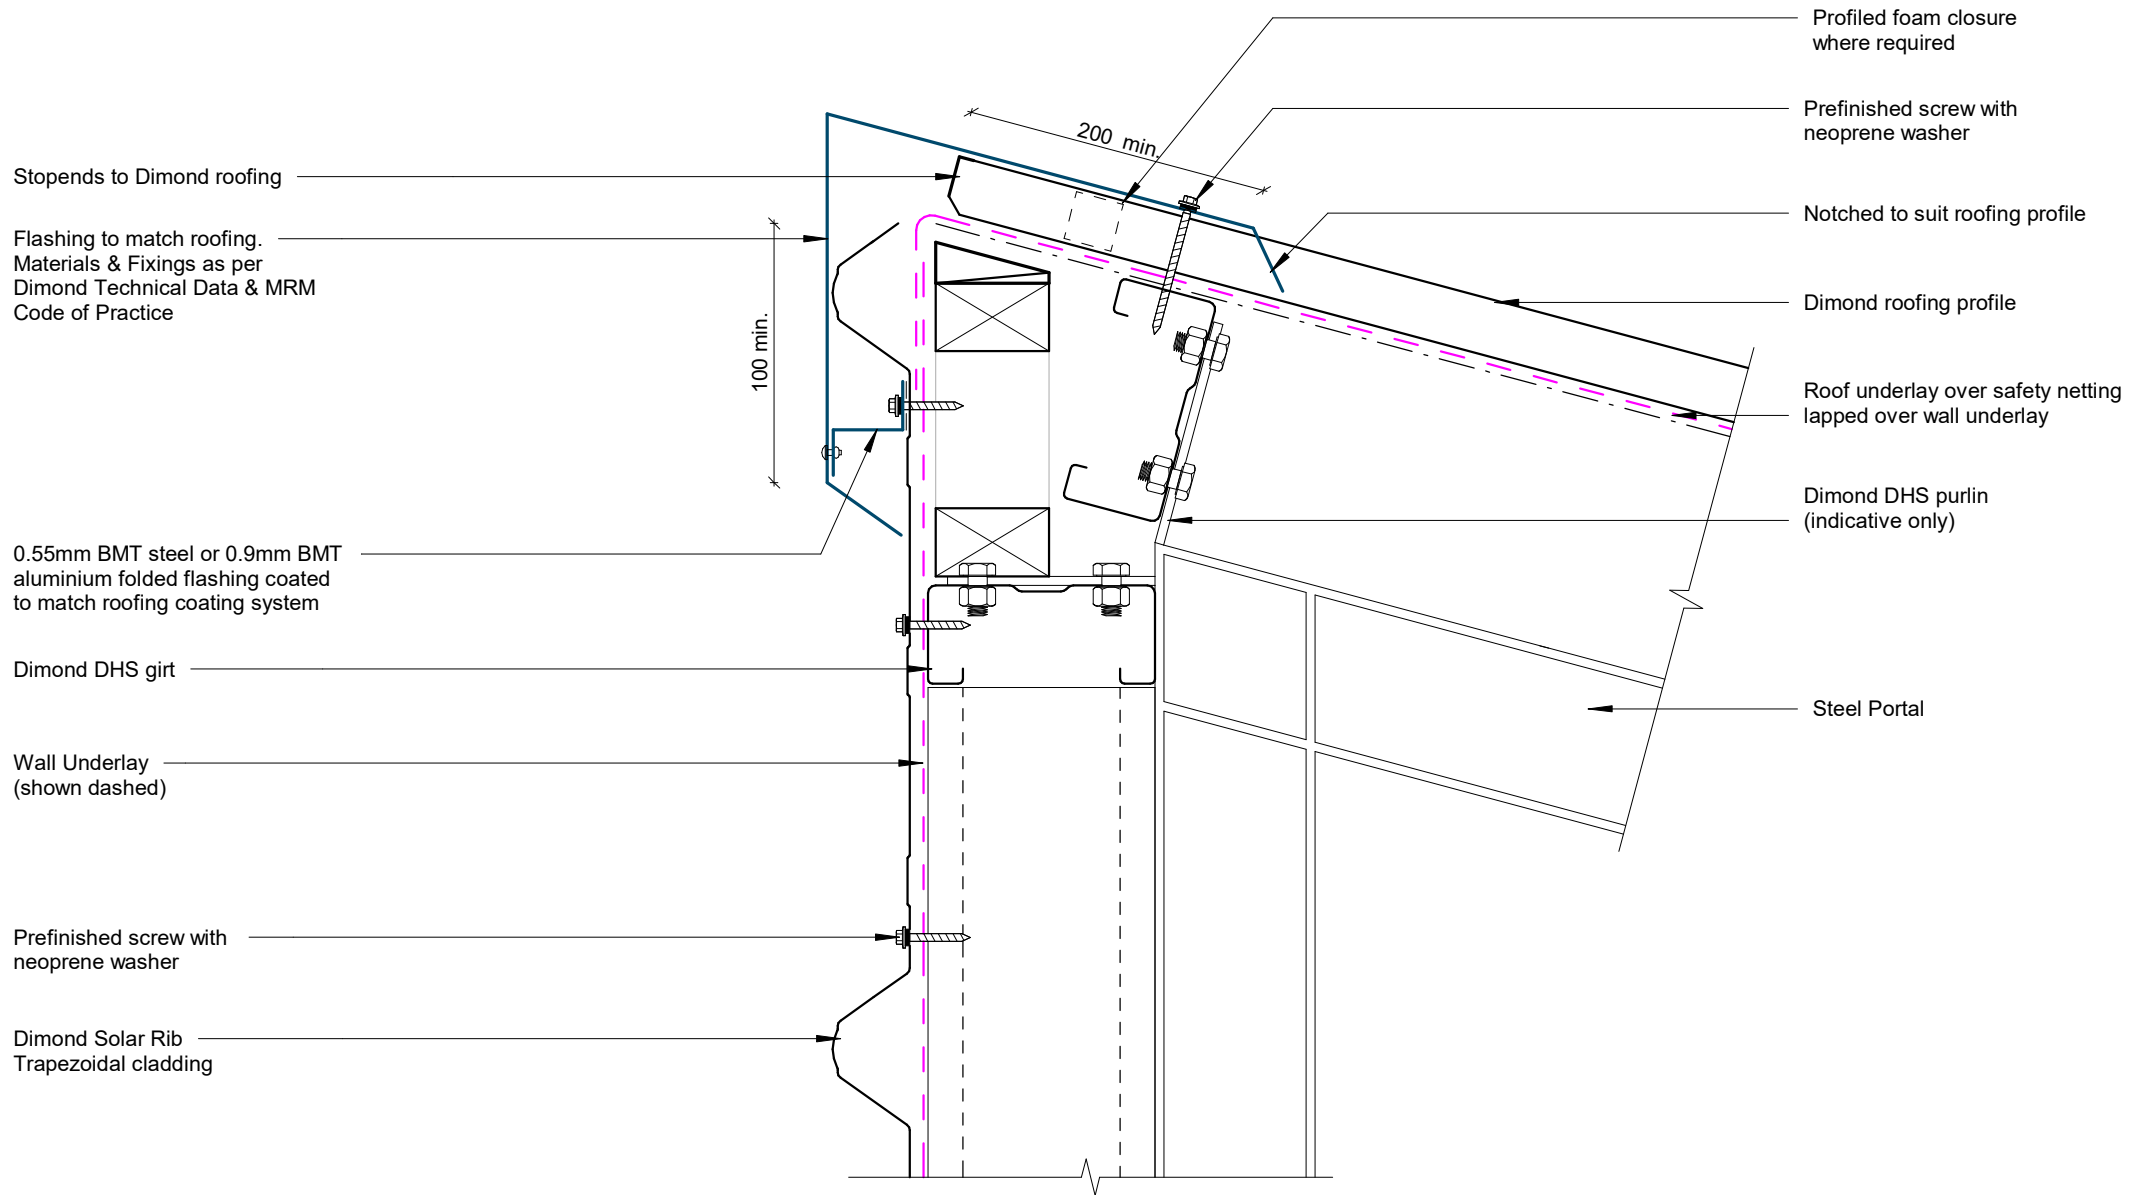 Profiled foam closure
where required
Prefinished screw with
neoprene washer
200 min.
Stopends to Dimond roofing
Notched to suit roofing profile
Flashing to match roofing.
Materials & Fixings as per
Dimond Technical Data & MRM
Code of Practice
Dimond roofing profile
100 min.
Roof underlay over safety netting
lapped over wall underlay
Dimond DHS purlin
(indicative only)
0.55mm BMT steel or 0.9mm BMT
aluminium folded flashing coated
to match roofing coating system
Dimond DHS girt
Steel Portal
Wall Underlay
(shown dashed)
Prefinished screw with
neoprene washer
Dimond Solar Rib
Trapezoidal cladding